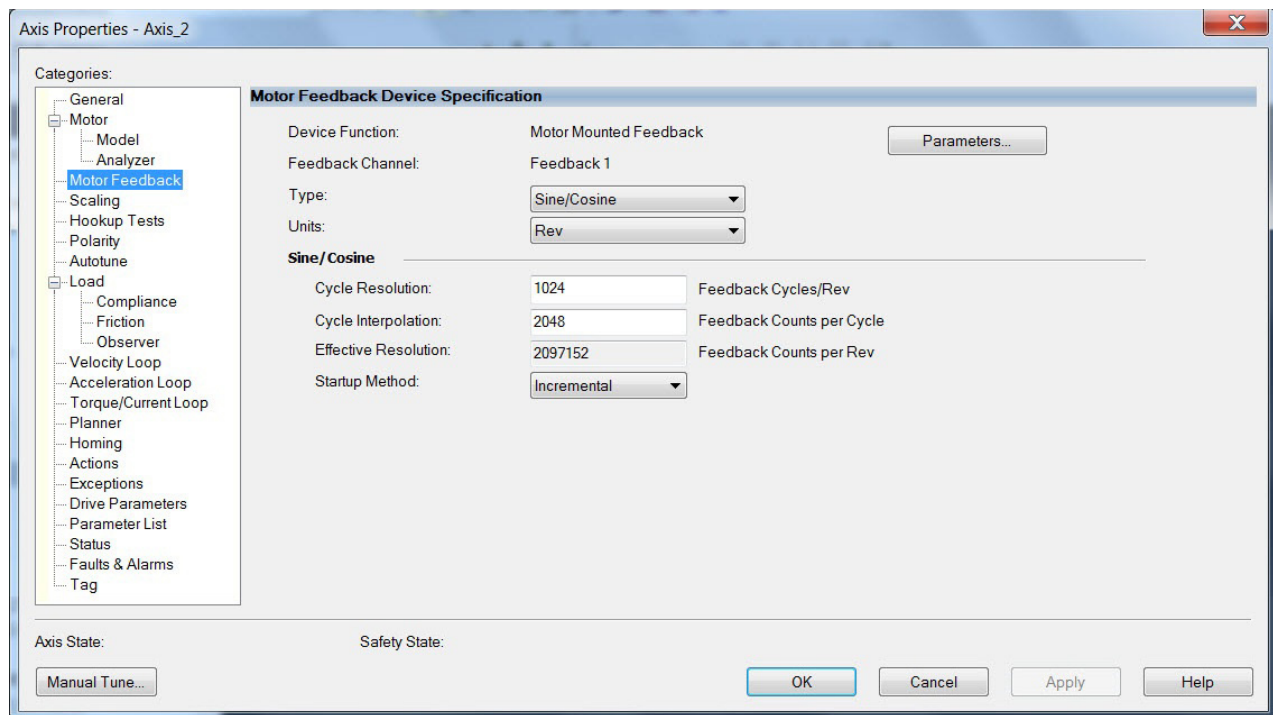 Axis Properties - Axis_2
X
Categories:
General
Motor
Model
Analyzer
Motor Feedback
Scaling
Hookup Tests
Polarity
Autotune
Load
Compliance
Friction
Observer
Velocity Loop
Acceleration Loop
Torque/Current Loop
Planner
Homing
Actions
Exceptions
Drive Parameters
Parameter List
Status
Faults & Alarms
Tag
Motor Feedback Device Specification
Device Function: Motor Mounted Feedback Parameters...
Feedback Channel: Feedback 1
Type: Sine/Cosine
Units: Rev
Sine/Cosine
Cycle Resolution: 1024 Feedback Cycles/Rev
Cycle Interpolation: 2048 Feedback Counts per Cycle
Effective Resolution: 2097152 Feedback Counts per Rev
Startup Method: Incremental
Axis State: Safety State:
Manual Tune... OK Cancel Apply Help